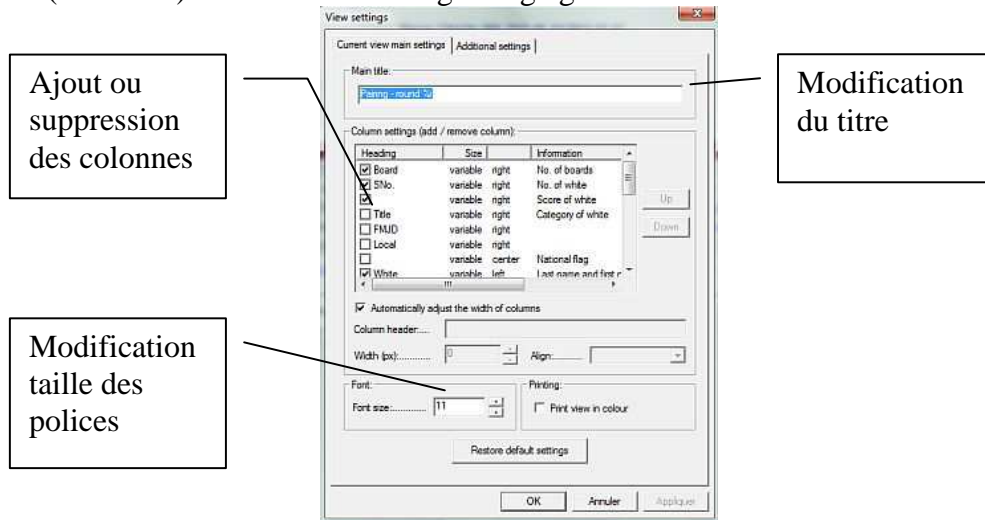 View settings
Current view main settings Additional settings
Main title:
Pairing - round %v
Column settings (add / remove column):
Heading Size Information
Board variable right No. of boards
SNo. variable right No. of white
variable right Score of white
Title variable right Category of white
FMJD variable right
Local variable right
variable center National flag
White variable left Last name and first
Up
Down
Automatically adjust the width of columns
Column header:....
Width (px):............ 0 Align:..........
Font:
Font size:............ 11
Printing:
Print view in colour
Restore default settings
OK Annuler Appliquer
Ajout ou
suppression
des colonnes
Modification
du titre
Modification
taille des
polices